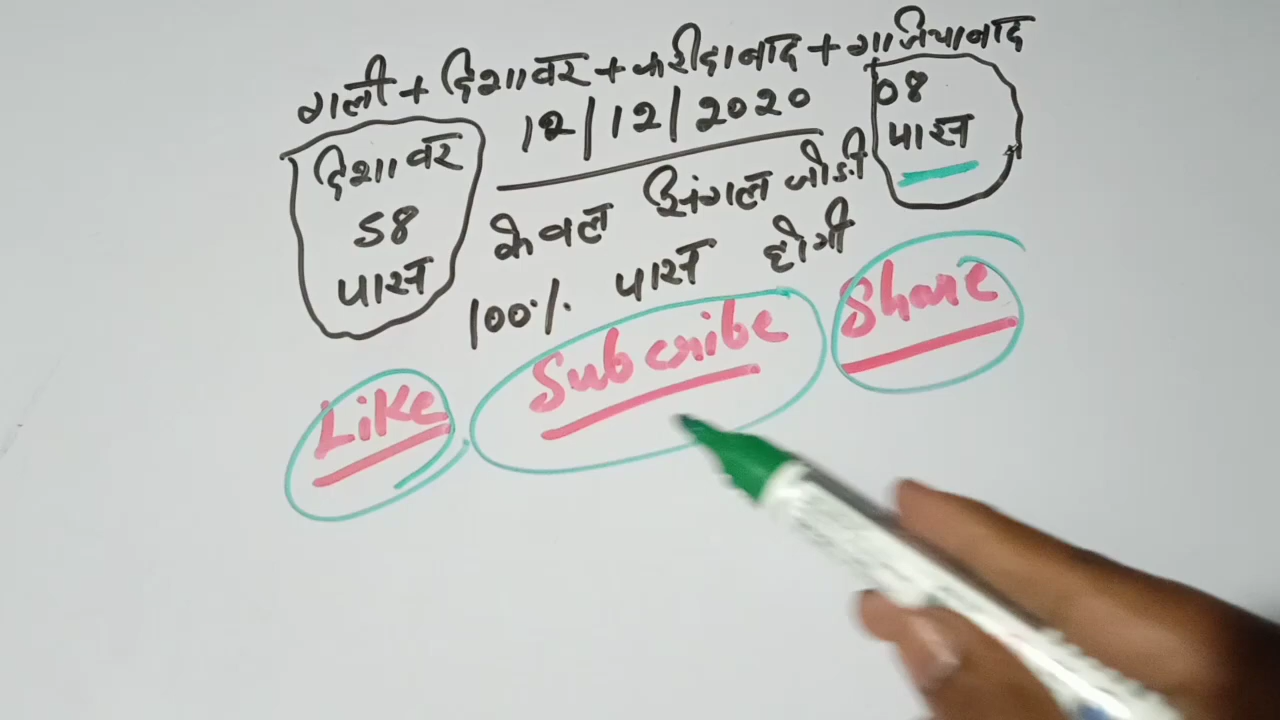 गली + दिशावर + फरीदाबाद + गाजियाबाद
12/12/2020
दिशावर
58
पास
08
पास
केवल सिंगल जोडी
100% पास होगी
Like
Subscribe
Share